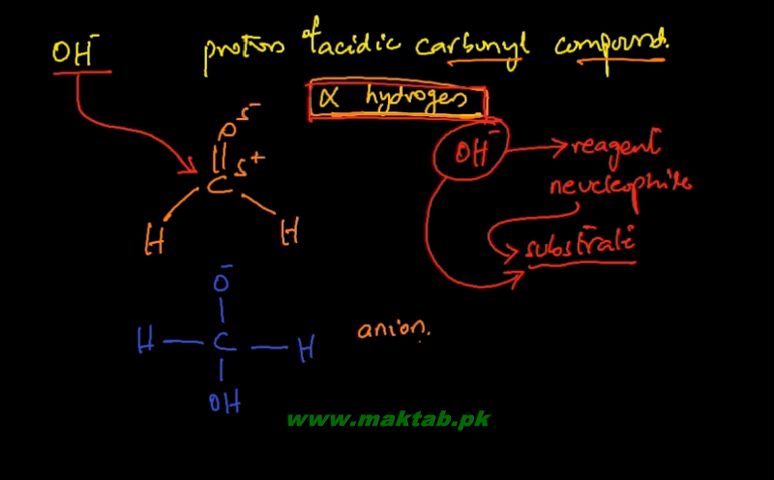 OH⁻ protons of acidic carbonyl compound.
α hydrogen
O δ⁻
C δ+
H H
OH⁻ reagent
neucleophile
substrate
O⁻
H — C — H anion.
OH
www.maktab.pk